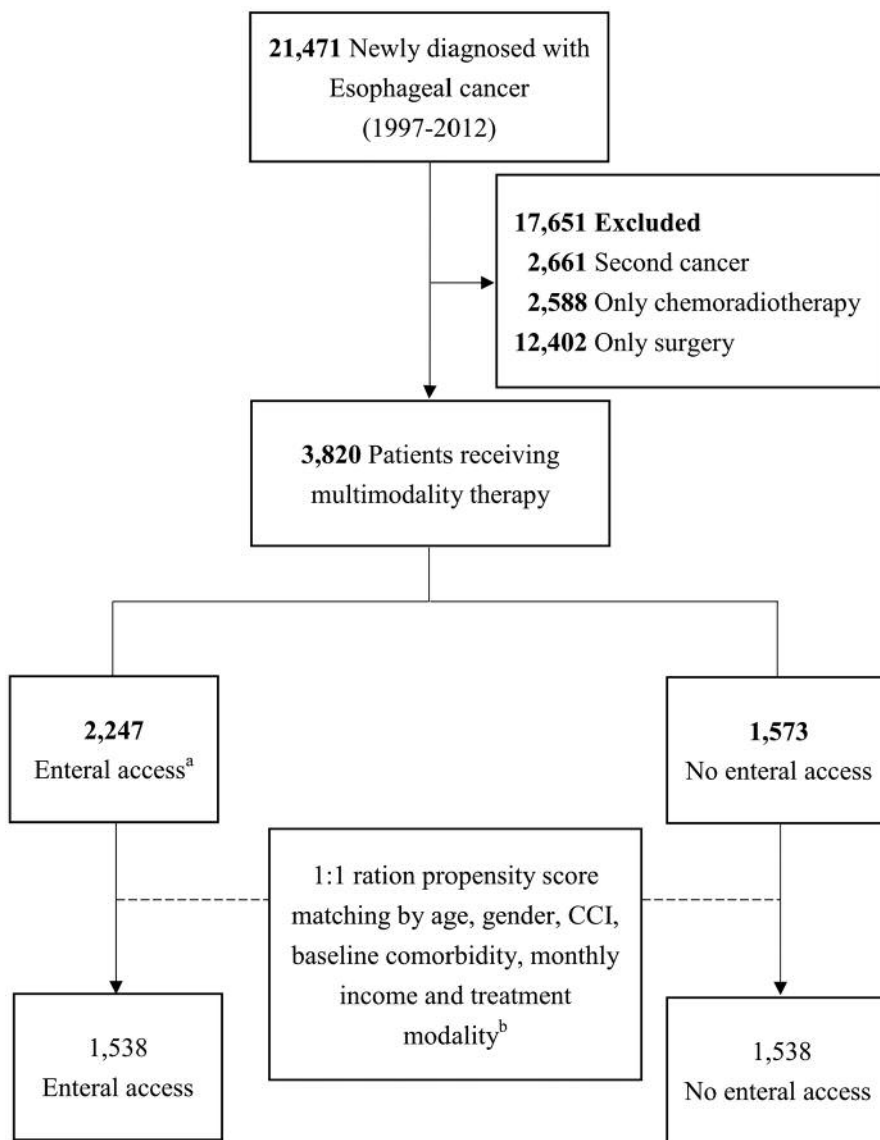 21,471 Newly diagnosed with
Esophageal cancer
(1997-2012)
17,651 Excluded
2,661 Second cancer
2,588 Only chemoradiotherapy
12,402 Only surgery
3,820 Patients receiving
multimodality therapy
2,247
Enteral accessᵃ
1,573
No enteral access
1:1 ration propensity score
matching by age, gender, CCI,
baseline comorbidity, monthly
income and treatment
modalityᵇ
1,538
Enteral access
1,538
No enteral access